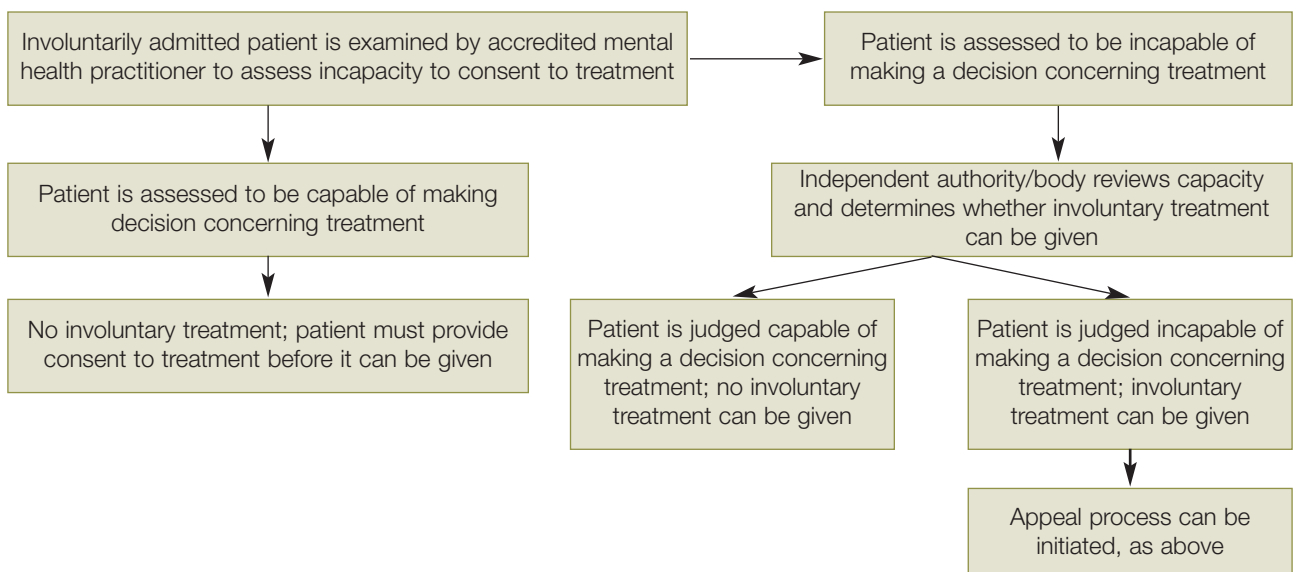 Involuntarily admitted patient is examined by accredited mental
health practitioner to assess incapacity to consent to treatment
Patient is assessed to be incapable of
making a decision concerning treatment
Patient is assessed to be capable of making
decision concerning treatment
Independent authority/body reviews capacity
and determines whether involuntary treatment
can be given
No involuntary treatment; patient must provide
consent to treatment before it can be given
Patient is judged capable of
making a decision concerning
treatment; no involuntary
treatment can be given
Patient is judged incapable of
making a decision concerning
treatment; involuntary
treatment can be given
Appeal process can be
initiated, as above